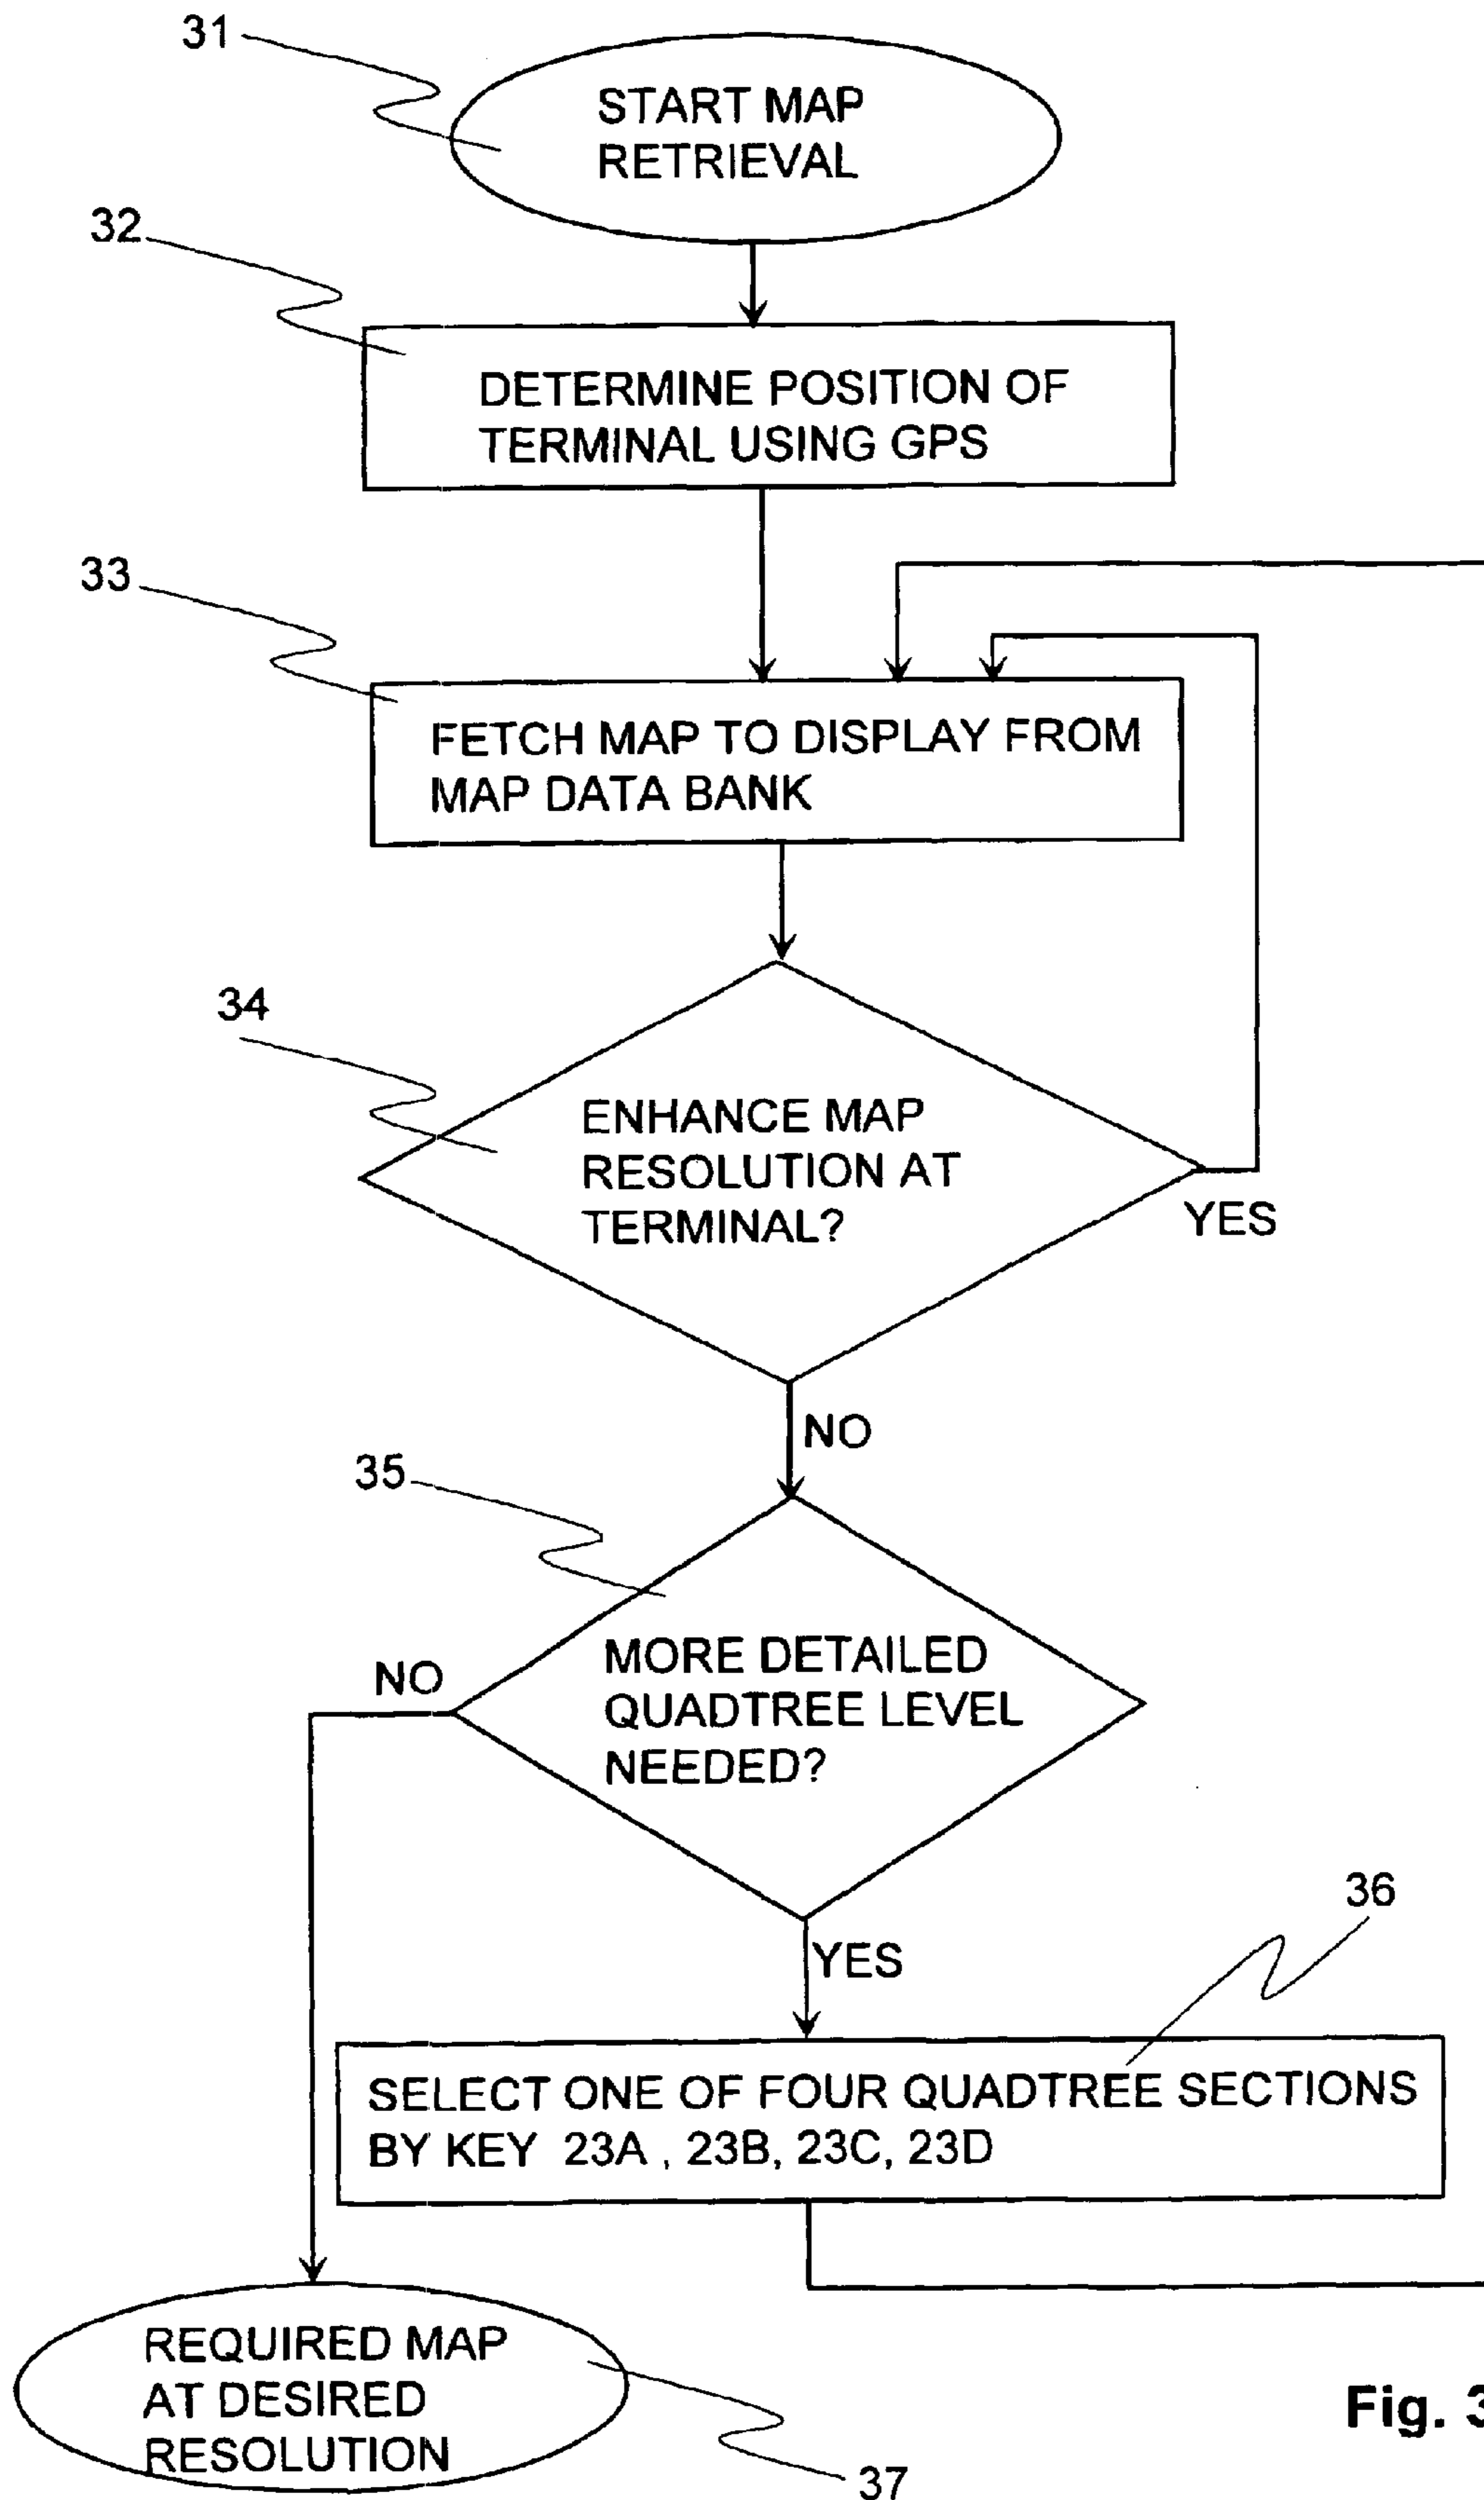 31
START MAP
RETRIEVAL
32
DETERMINE POSITION OF
TERMINAL USING GPS
33
FETCH MAP TO DISPLAY FROM
MAP DATA BANK
34
ENHANCE MAP
RESOLUTION AT
TERMINAL?
YES
NO
35
MORE DETAILED
QUADTREE LEVEL
NEEDED?
NO
YES
36
SELECT ONE OF FOUR QUADTREE SECTIONS
BY KEY 23A , 23B, 23C, 23D
REQUIRED MAP
AT DESIRED
RESOLUTION
37
Fig. 3